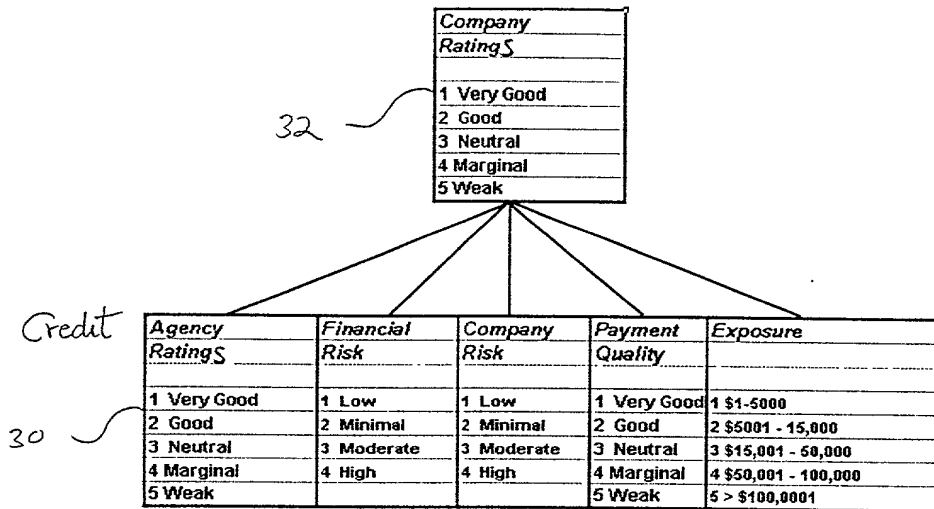 Company
Ratings
1 Very Good
2 Good
3 Neutral
4 Marginal
5 Weak
32
Credit
Agency
Ratings
1 Very Good
2 Good
3 Neutral
4 Marginal
5 Weak
30
Financial
Risk
1 Low
2 Minimal
3 Moderate
4 High
Company
Risk
1 Low
2 Minimal
3 Moderate
4 High
Payment
Quality
1 Very Good
2 Good
3 Neutral
4 Marginal
5 Weak
Exposure
1 $1-5000
2 $5001 - 15,000
3 $15,001 - 50,000
4 $50,001 - 100,000
5 > $100,0001